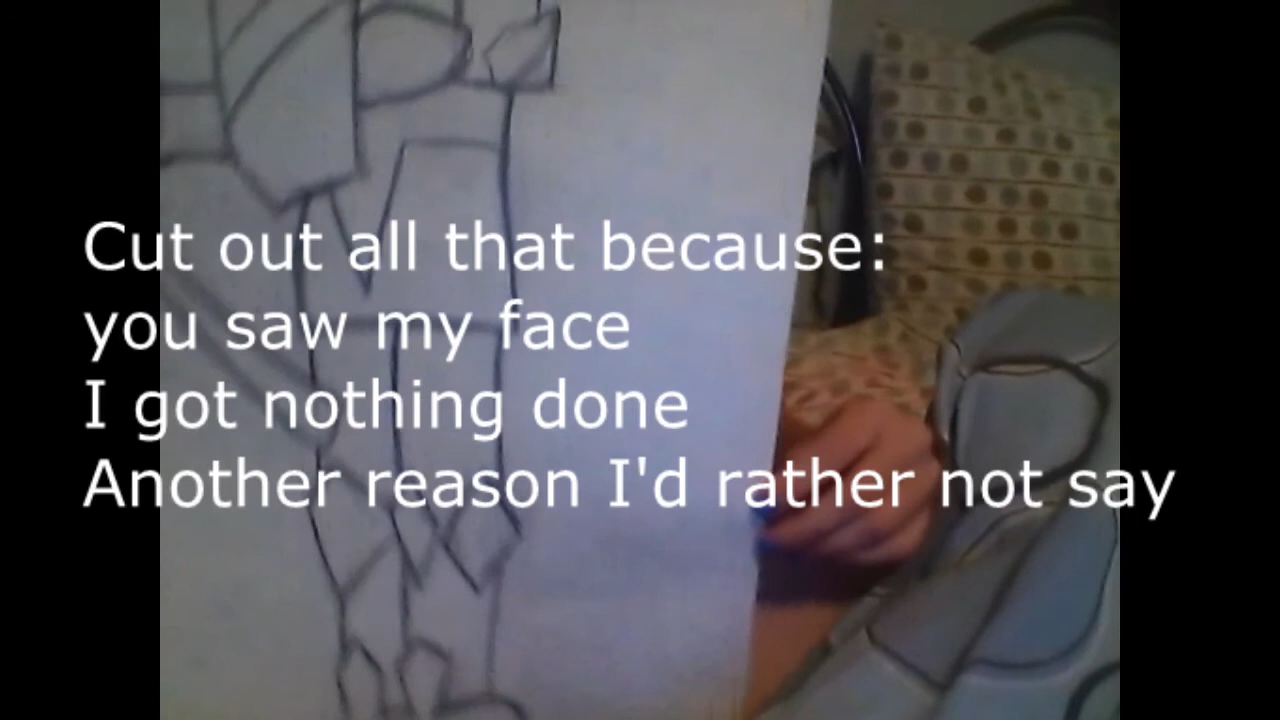 Cut out all that because:
you saw my face
I got nothing done
Another reason I'd rather not say